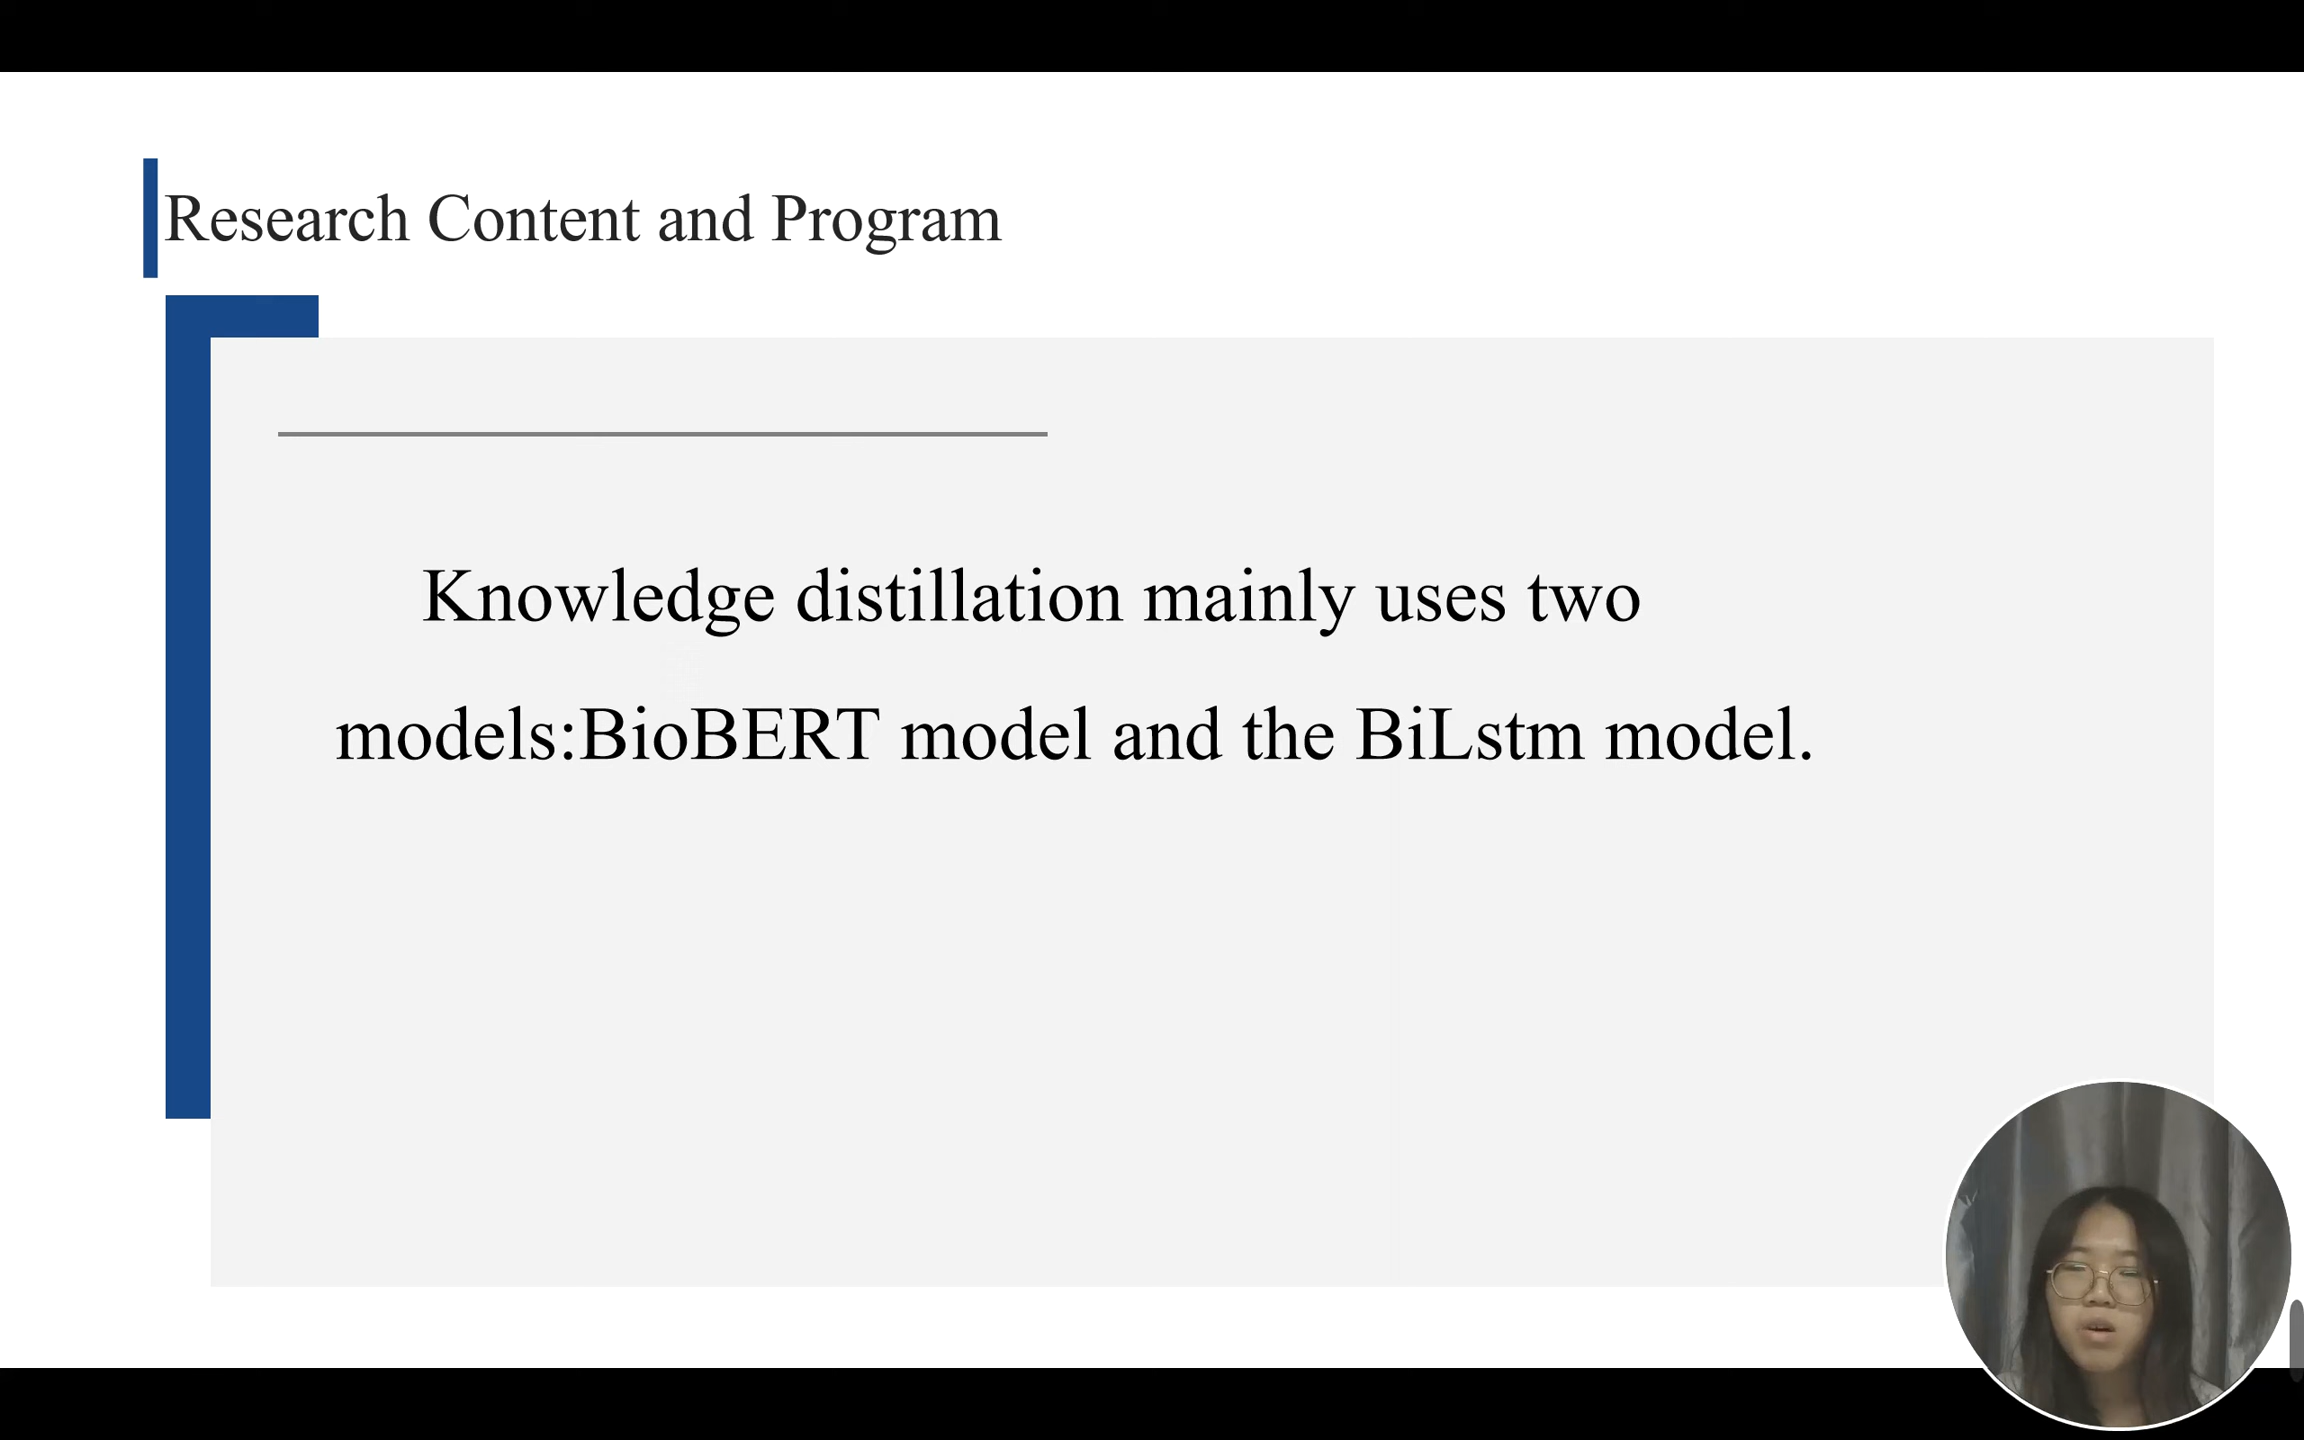 Research Content and Program
Knowledge distillation mainly uses two
models:BioBERT model and the BiLstm model.